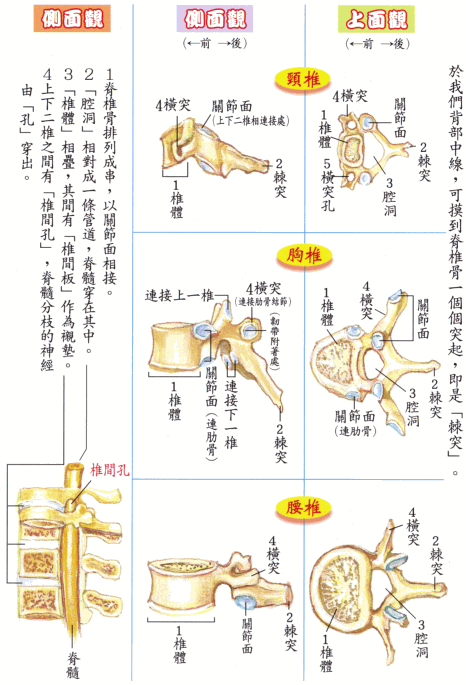 於我們背部中線，可摸到脊椎骨一個個突起，即是「棘突」。
上面觀
（←前　→後）
側面觀
（←前　→後）
側面觀
頸椎
4橫突
關節面
1椎體
2棘突
5橫突孔
3腔洞
4橫突
關節面
（上下二椎相連接處）
2棘突
1椎體
胸椎
1椎體
4橫突
關節面
2棘突
3腔洞
關節面
（連肋骨）
連接上一椎
4橫突
（連接肋骨結節）
（韌帶附著處）
1椎體
關節面（連肋骨）
連接下一椎
2棘突
腰椎
4橫突
2棘突
3腔洞
關節面
1椎體
4橫突
2棘突
關節面
1椎體
1脊椎骨排列成串，以關節面相接。
2「腔洞」相對成一條管道，脊髓穿在其中。
3「椎體」相疊，其間有「椎間板」作為襯墊。
4上下二椎之間有「椎間孔」，脊髓分枝的神經
由「孔」穿出。
椎間孔
脊髓